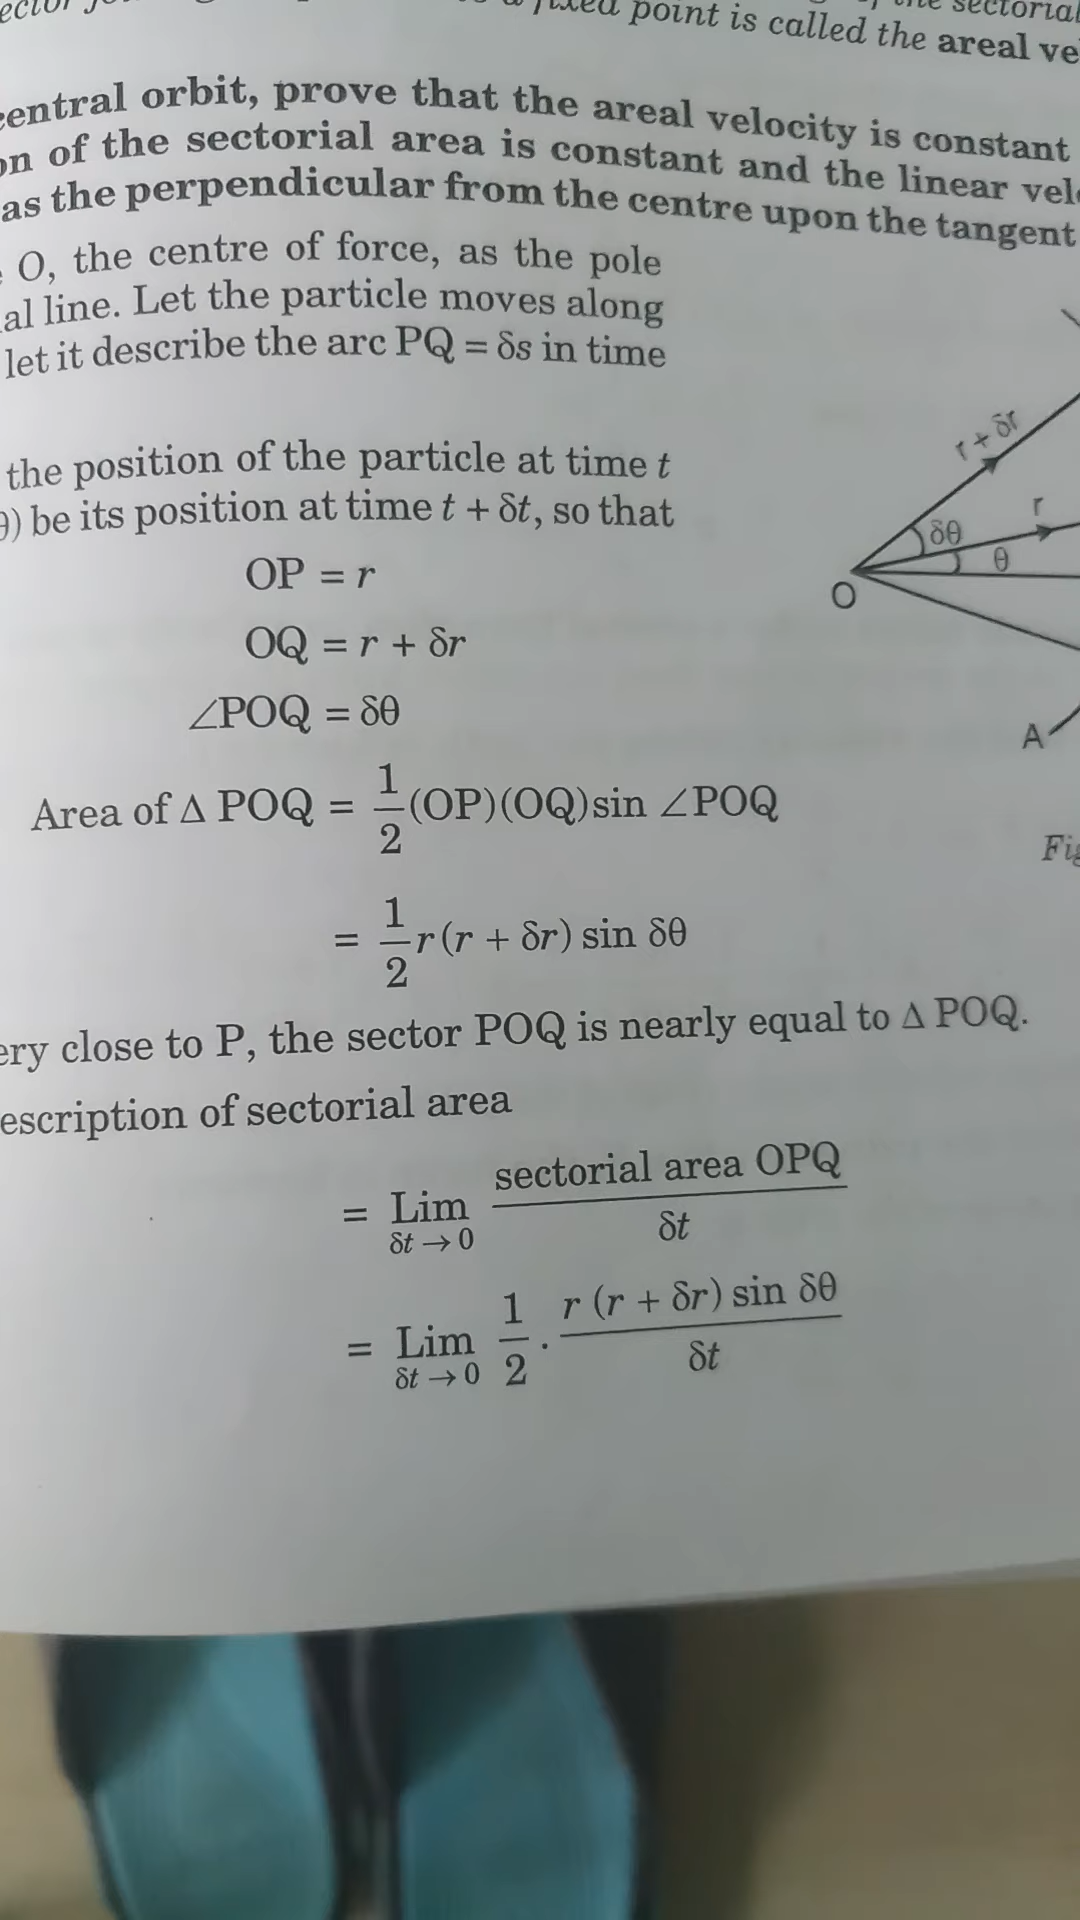 a fixed point is called the areal ve
entral orbit, prove that the areal velocity is constant
on of the sectorial area is constant and the linear vel
as the perpendicular from the centre upon the tangent
O, the centre of force, as the pole
al line. Let the particle moves along
let it describe the arc PQ = δs in time
the position of the particle at time t
θ) be its position at time t + δt, so that
OP = r
OQ = r + δr
∠POQ = δθ
Area of Δ POQ = 1/2 (OP)(OQ) sin ∠POQ
= 1/2 r (r + δr) sin δθ
ery close to P, the sector POQ is nearly equal to Δ POQ.
escription of sectorial area
= Lim δt → 0 sectorial area OPQ / δt
= Lim δt → 0 1/2 . r (r + δr) sin δθ / δt
r + δr
r
δθ
θ
O
A
Fig